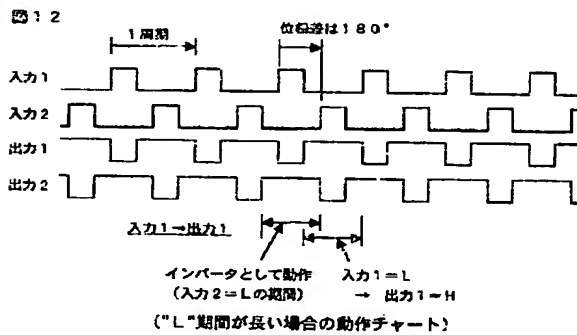 図12
1周期
位相差は180°
入力1
入力2
出力1
出力2
入力1→出力1
インバータとして動作
(入力2=Lの期間)
入力1=L
→ 出力1=H
("L"期間が長い場合の動作チャート)